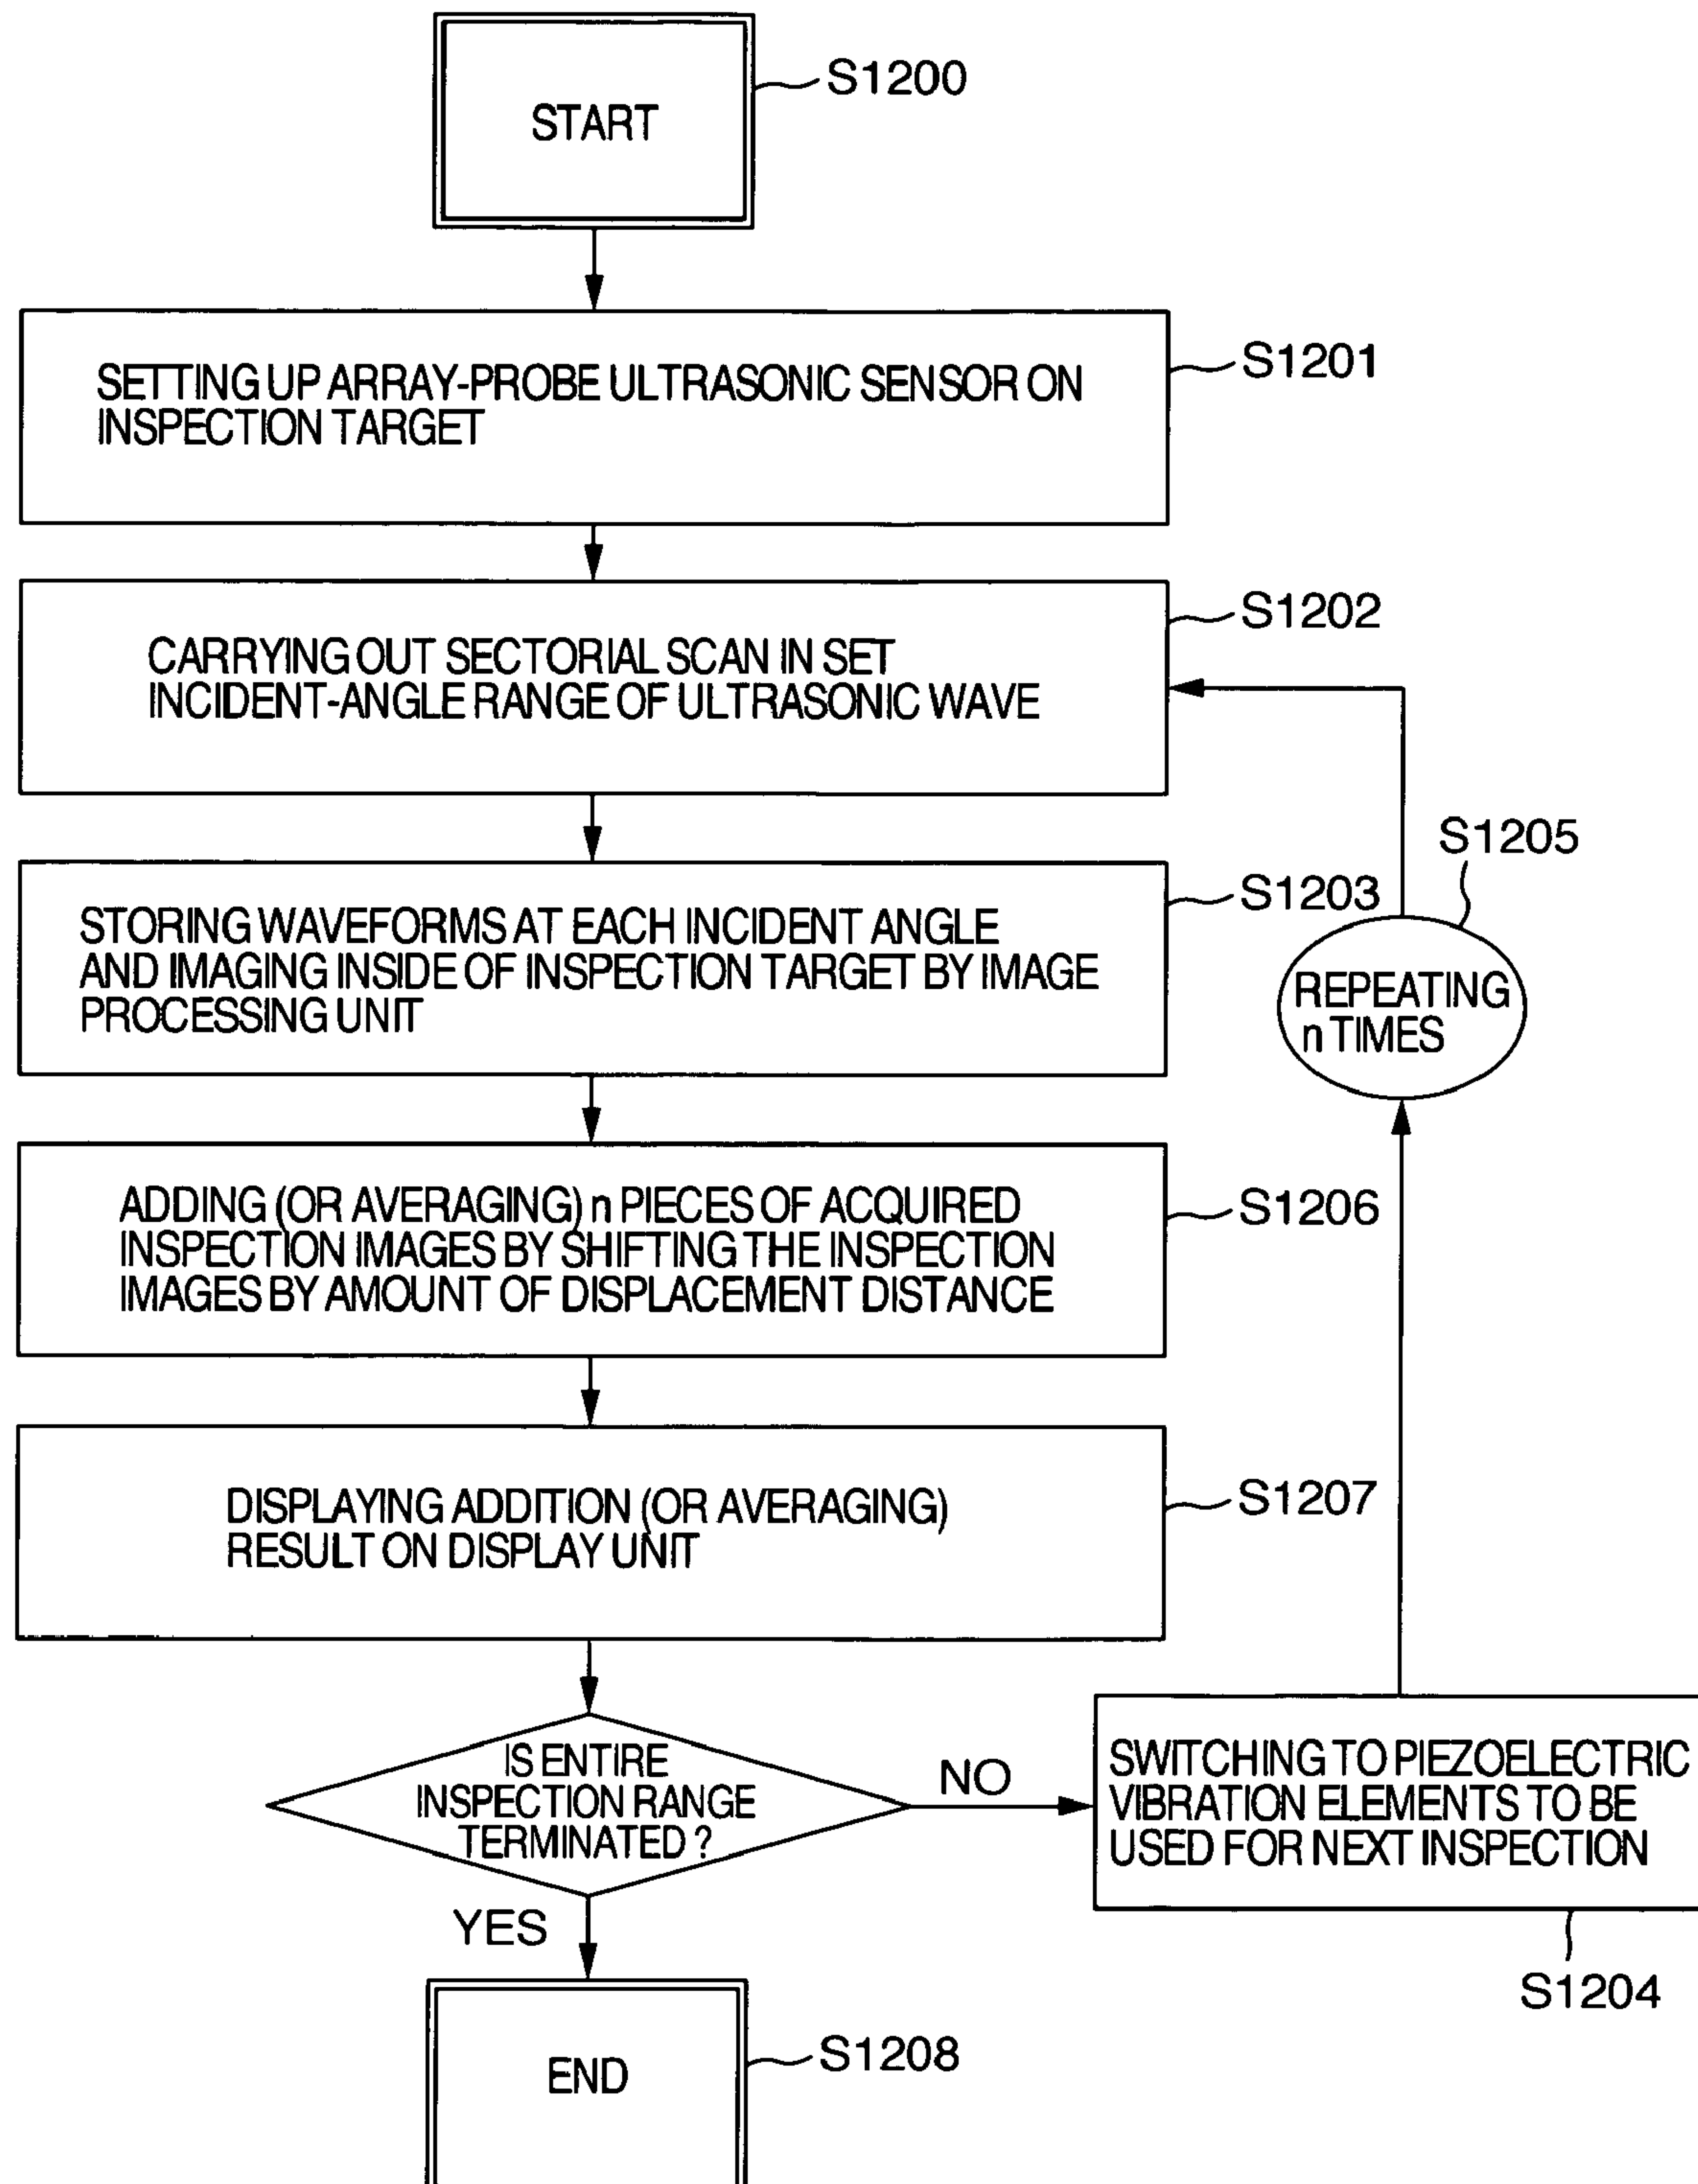 START
S1200
SETTING UP ARRAY-PROBE ULTRASONIC SENSOR ON
INSPECTION TARGET
S1201
CARRYING OUT SECTORIAL SCAN IN SET
INCIDENT-ANGLE RANGE OF ULTRASONIC WAVE
S1202
STORING WAVEFORMS AT EACH INCIDENT ANGLE
AND IMAGING INSIDE OF INSPECTION TARGET BY IMAGE
PROCESSING UNIT
S1203
S1205
REPEATING
n TIMES
ADDING (OR AVERAGING) n PIECES OF ACQUIRED
INSPECTION IMAGES BY SHIFTING THE INSPECTION
IMAGES BY AMOUNT OF DISPLACEMENT DISTANCE
S1206
DISPLAYING ADDITION (OR AVERAGING)
RESULT ON DISPLAY UNIT
S1207
IS ENTIRE
INSPECTION RANGE
TERMINATED ?
NO
SWITCHING TO PIEZOELECTRIC
VIBRATION ELEMENTS TO BE
USED FOR NEXT INSPECTION
S1204
YES
END
S1208